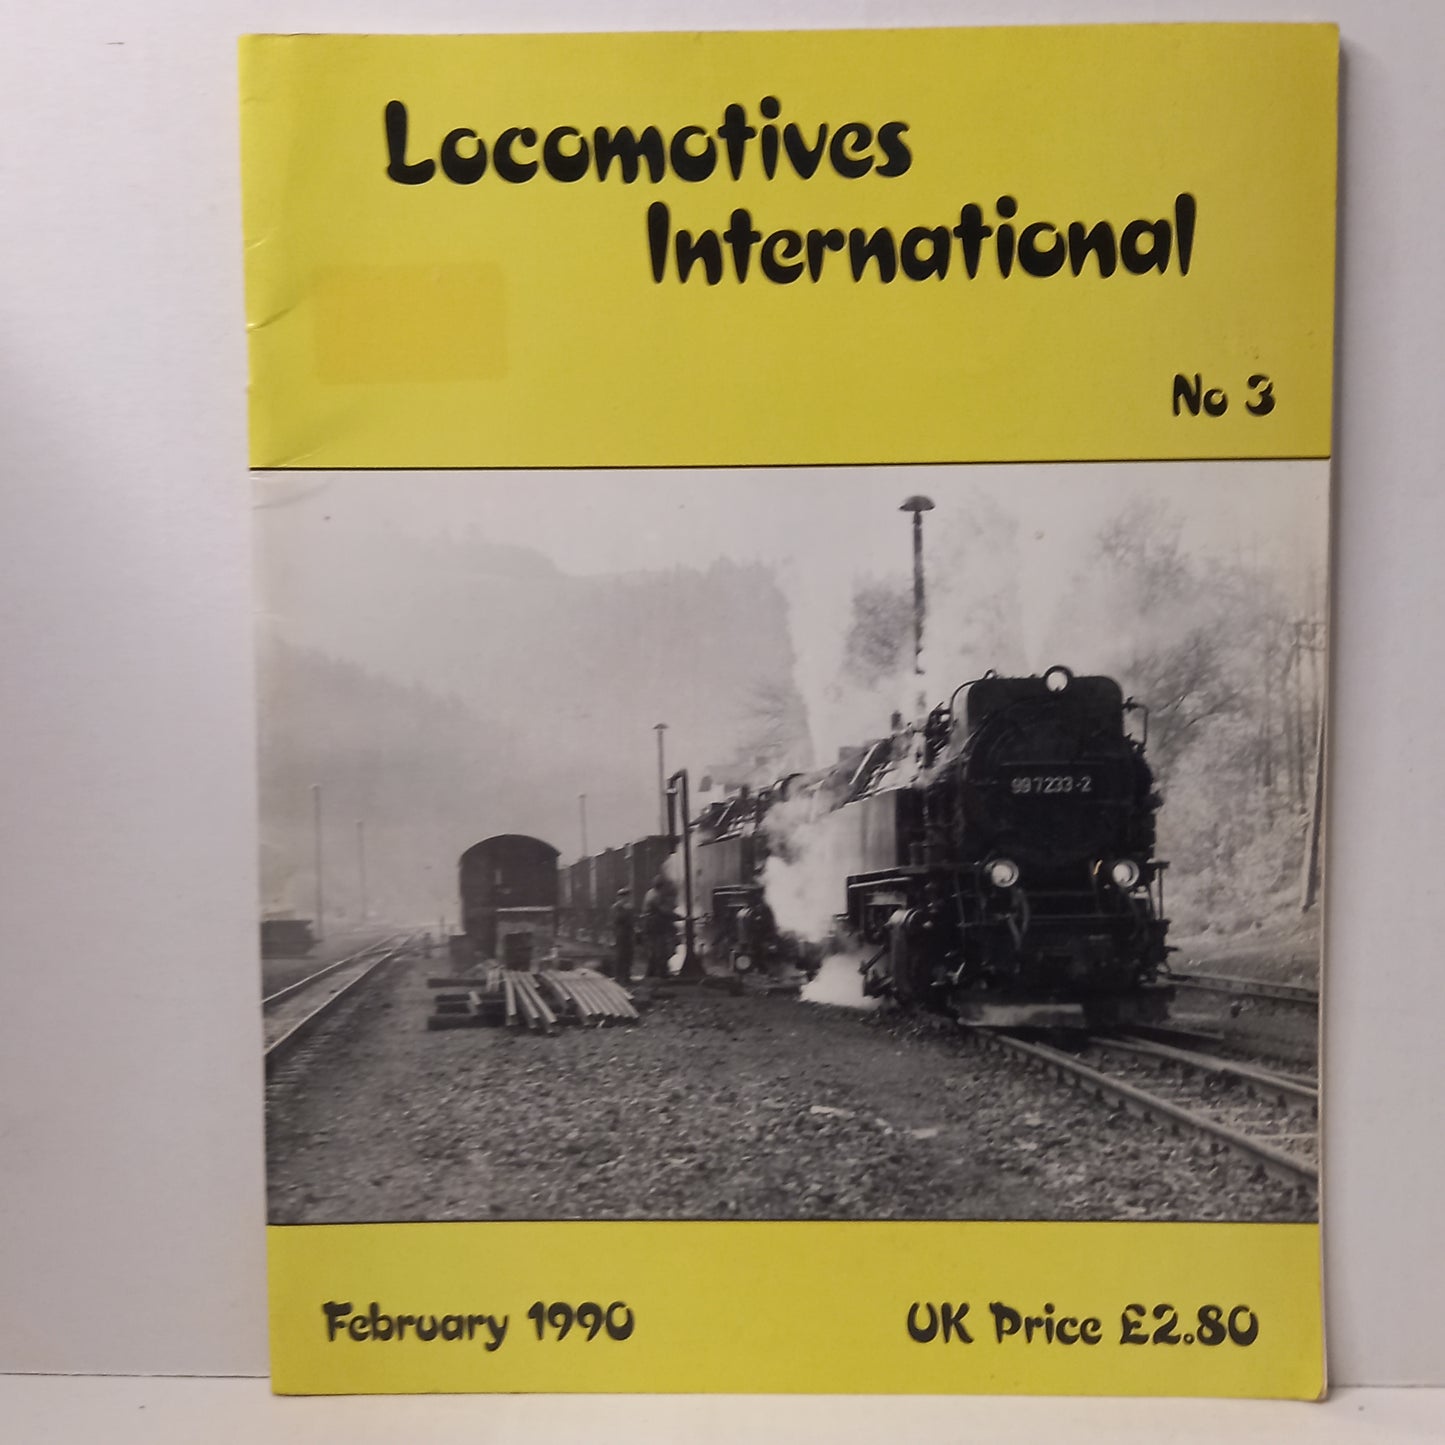 Locomotives
International
No 3
99 7233-2
February 1990
UK Price £2.80